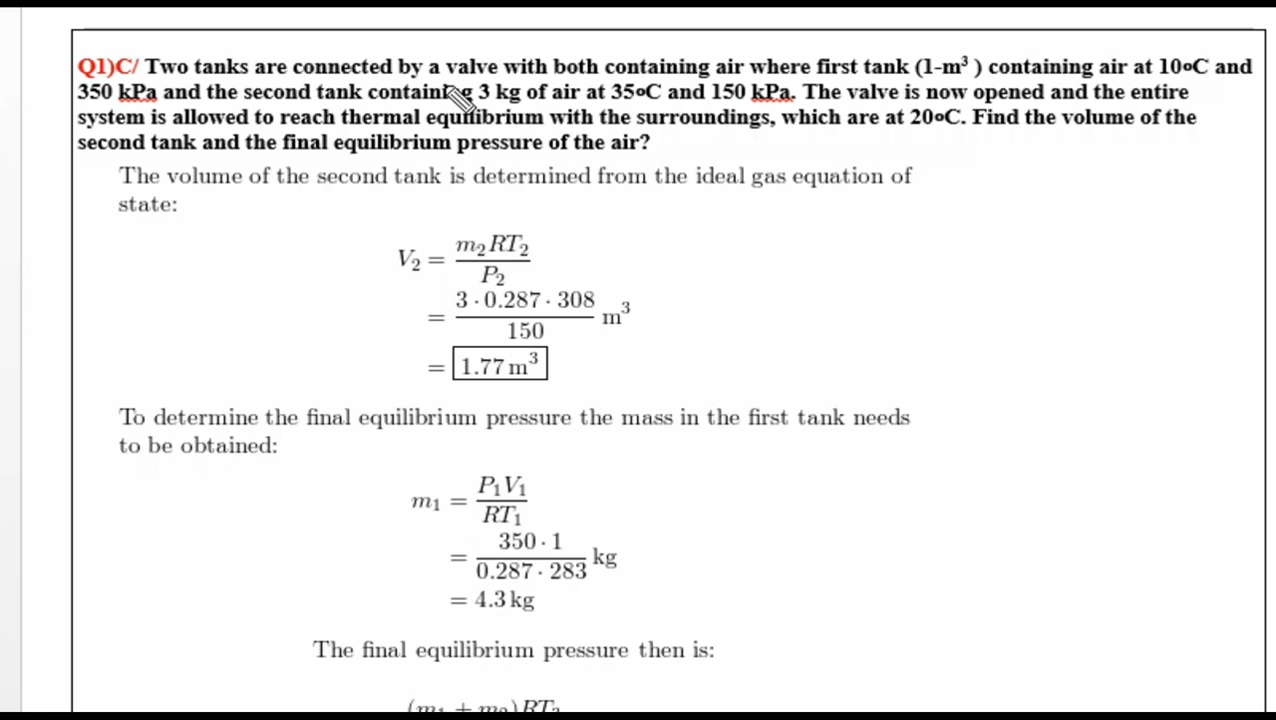 Q1)C/ Two tanks are connected by a valve with both containing air where first tank (1-m³ ) containing air at 10∘C and
350 kPa and the second tank containing 3 kg of air at 35∘C and 150 kPa. The valve is now opened and the entire
system is allowed to reach thermal equilibrium with the surroundings, which are at 20∘C. Find the volume of the
second tank and the final equilibrium pressure of the air?
The volume of the second tank is determined from the ideal gas equation of
state:
V₂ = m₂RT₂ / P₂
= 3 · 0.287 · 308 / 150 m³
= 1.77 m³
To determine the final equilibrium pressure the mass in the first tank needs
to be obtained:
m₁ = P₁V₁ / RT₁
= 350 · 1 / 0.287 · 283 kg
= 4.3 kg
The final equilibrium pressure then is:
(m₁ + m₂) RT